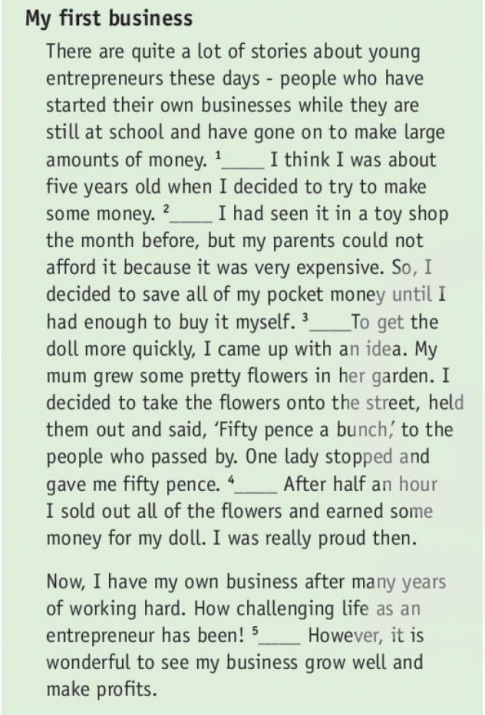 My first business
There are quite a lot of stories about young
entrepreneurs these days - people who have
started their own businesses while they are
still at school and have gone on to make large
amounts of money. ¹____ I think I was about
five years old when I decided to try to make
some money. ²____ I had seen it in a toy shop
the month before, but my parents could not
afford it because it was very expensive. So, I
decided to save all of my pocket money until I
had enough to buy it myself. ³____To get the
doll more quickly, I came up with an idea. My
mum grew some pretty flowers in her garden. I
decided to take the flowers onto the street, held
them out and said, ‘Fifty pence a bunch,’ to the
people who passed by. One lady stopped and
gave me fifty pence. ⁴____ After half an hour
I sold out all of the flowers and earned some
money for my doll. I was really proud then.
Now, I have my own business after many years
of working hard. How challenging life as an
entrepreneur has been! ⁵____ However, it is
wonderful to see my business grow well and
make profits.